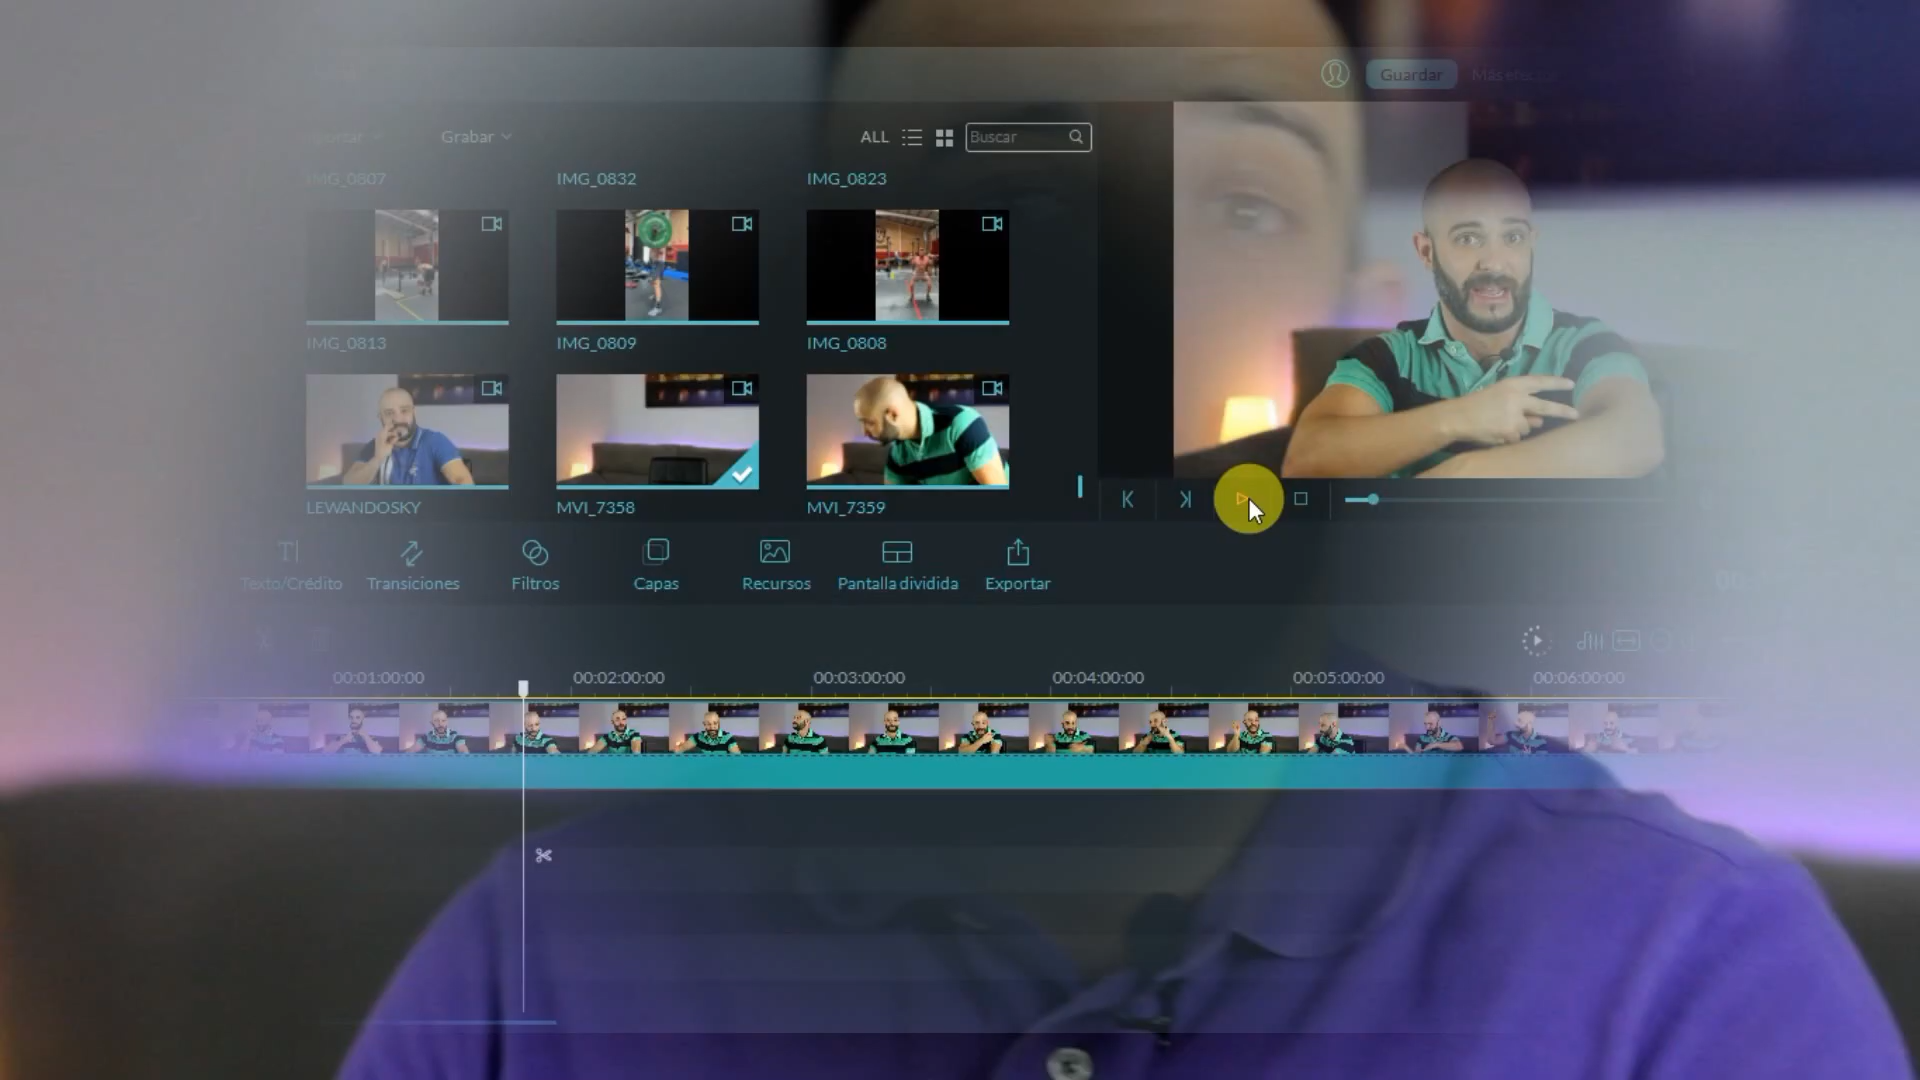 Guardar
Grabar
ALL
Buscar
IMG_0807
IMG_0832
IMG_0823
IMG_0813
IMG_0809
IMG_0808
LEWANDOSKY
MVI_7358
MVI_7359
Texto/Crédito
Transiciones
Filtros
Capas
Recursos
Pantalla dividida
Exportar
00:01:00:00
00:02:00:00
00:03:00:00
00:04:00:00
00:05:00:00
00:06:00:00